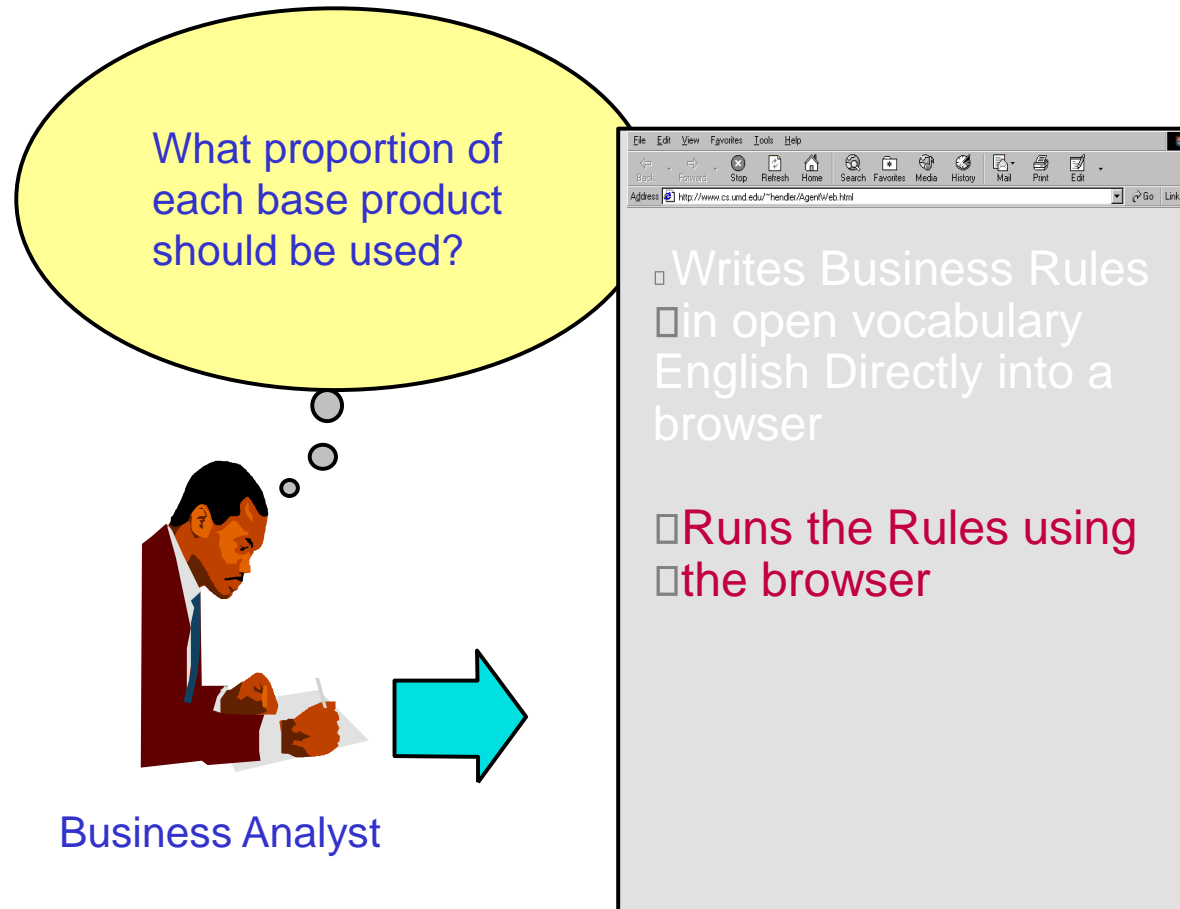 What proportion of
each base product
should be used?
File Edit View Favorites Tools Help
Back Forward Stop Refresh Home Search Favorites Media History Mail Print Edit
Address http://www.cs.umd.edu/~hendler/AgentWeb.html Go Link
Writes Business Rules
in open vocabulary
English Directly into a
browser
Runs the Rules using
the browser
Business Analyst